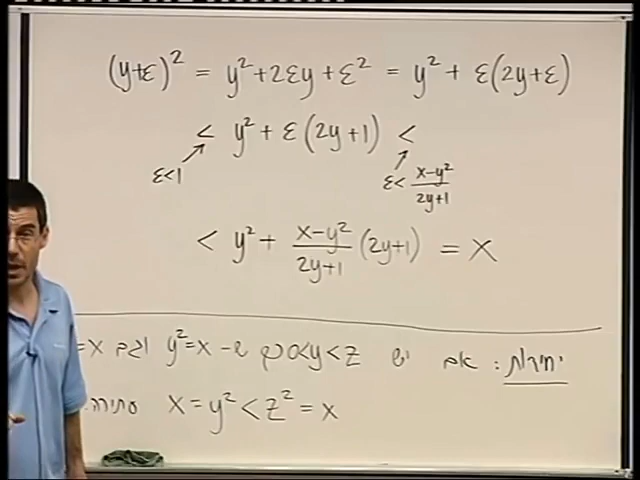 (y+ε)² = y²+2εy+ε² = y² + ε(2y+ε)
< y² + ε(2y+1) <
ε<1
ε< x-y²/2y+1
< y² + x-y²/2y+1 (2y+1) = x
יחידות: אם יש 0<y<z כך ש- y²=x וגם =x
x = y² < z² = x סתירה.